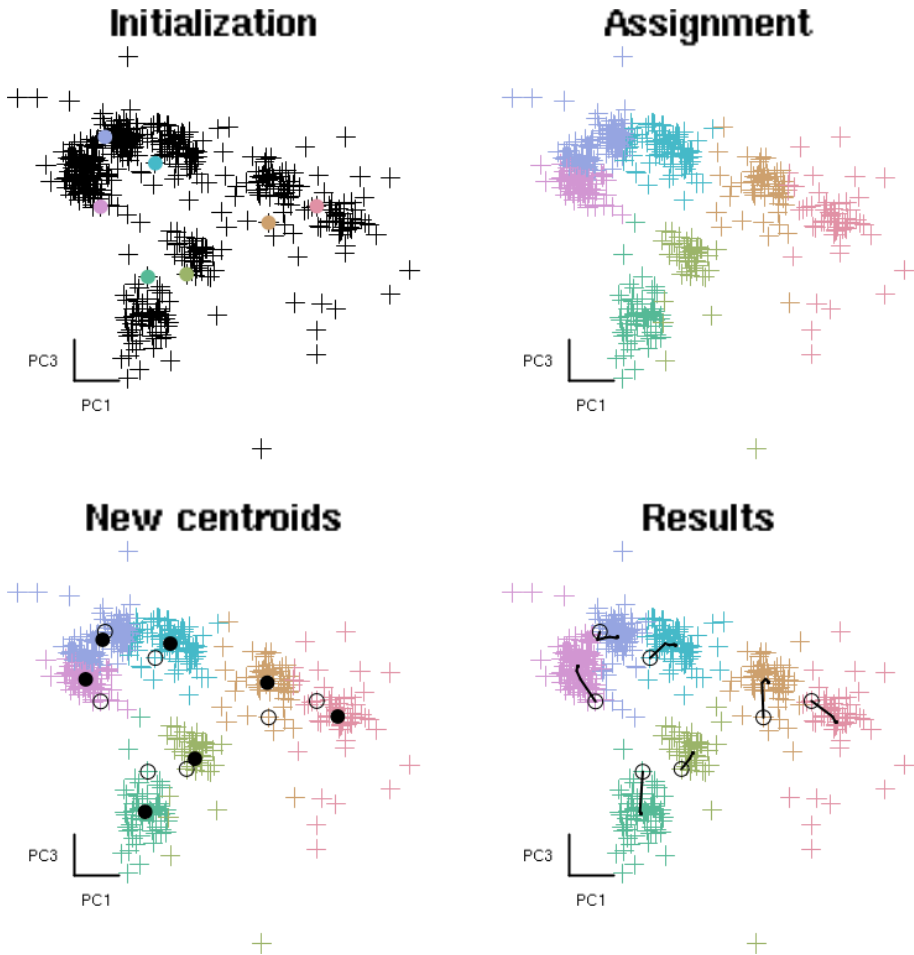 Initialization
Assignment
PC3
PC1
PC3
PC1
New centroids
Results
PC3
PC1
PC3
PC1